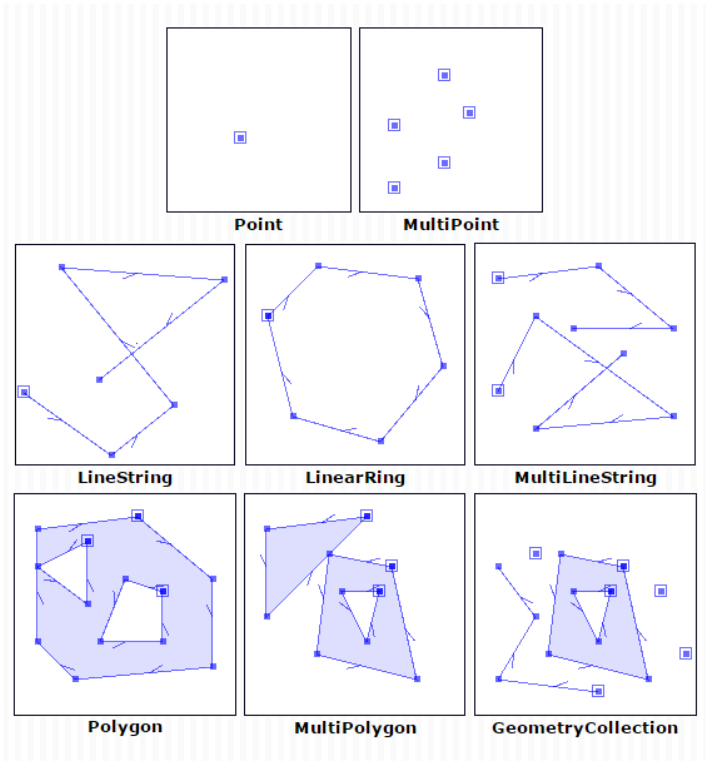 Point
MultiPoint
LineString
LinearRing
MultiLineString
Polygon
MultiPolygon
GeometryCollection